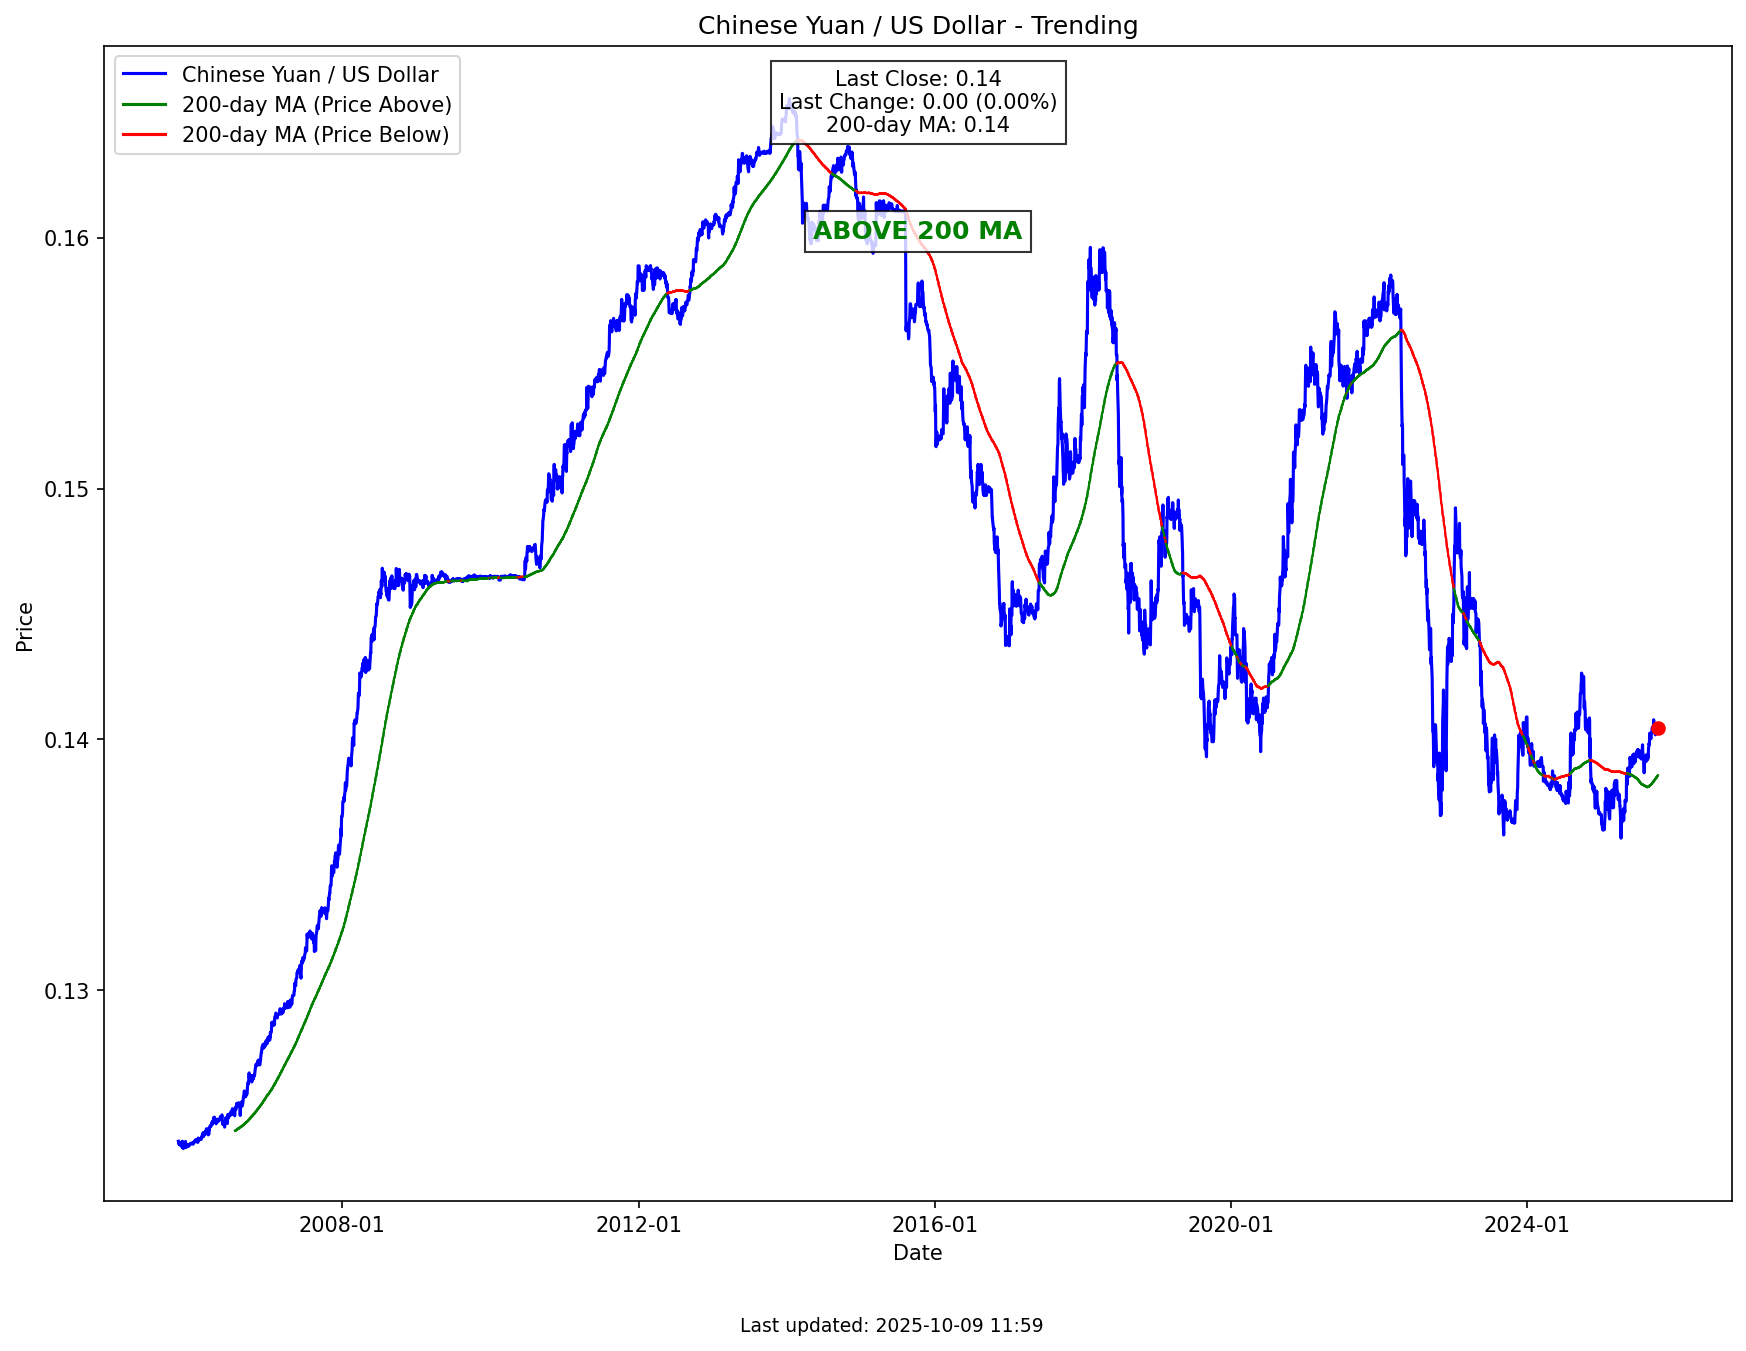 Chinese Yuan / US Dollar - Trending
Chinese Yuan / US Dollar
200-day MA (Price Above)
200-day MA (Price Below)
Last Close: 0.14
Last Change: 0.00 (0.00%)
200-day MA: 0.14
ABOVE 200 MA
Price
0.16
0.15
0.14
0.13
2008-01
2012-01
2016-01
2020-01
2024-01
Date
Last updated: 2025-10-09 11:59